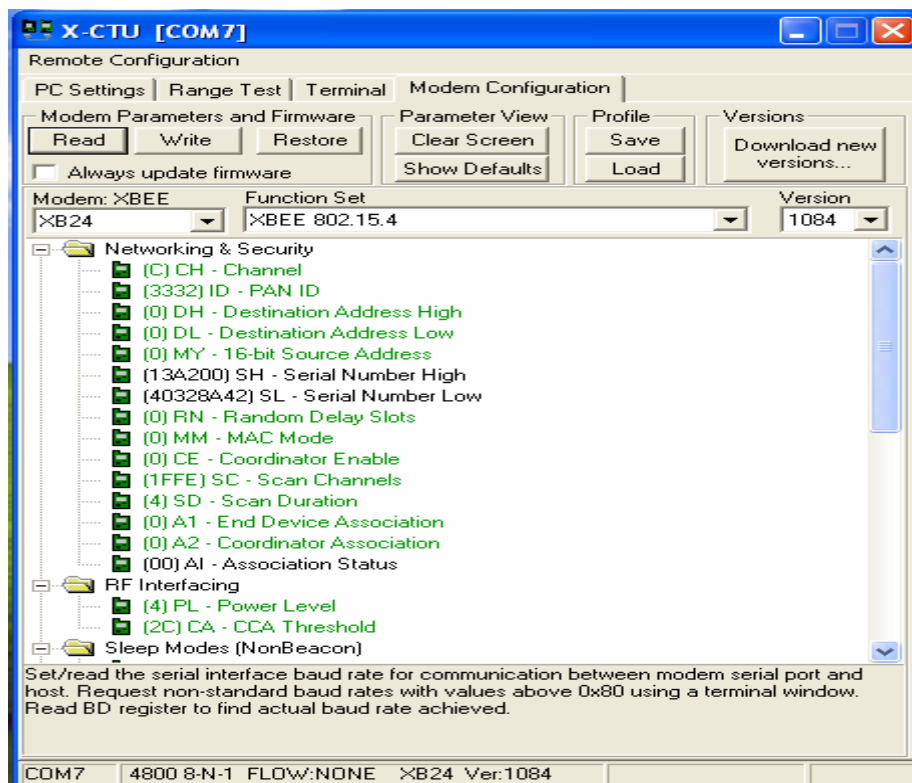 X-CTU [COM7]
Remote Configuration
PC Settings Range Test Terminal Modem Configuration
Modem Parameters and Firmware Parameter View Profile Versions
Read Write Restore Clear Screen Save Download new versions...
Always update firmware Show Defaults Load
Modem: XBEE Function Set Version
XB24 XBEE 802.15.4 1084
Networking & Security
(C) CH - Channel
(3332) ID - PAN ID
(0) DH - Destination Address High
(0) DL - Destination Address Low
(0) MY - 16-bit Source Address
(13A200) SH - Serial Number High
(40328A42) SL - Serial Number Low
(0) RN - Random Delay Slots
(0) MM - MAC Mode
(0) CE - Coordinator Enable
(1FFE) SC - Scan Channels
(4) SD - Scan Duration
(0) A1 - End Device Association
(0) A2 - Coordinator Association
(00) AI - Association Status
RF Interfacing
(4) PL - Power Level
(2C) CA - CCA Threshold
Sleep Modes (NonBeacon)
Set/read the serial interface baud rate for communication between modem serial port and
host. Request non-standard baud rates with values above 0x80 using a terminal window.
Read BD register to find actual baud rate achieved.
COM7 4800 8-N-1 FLOW:NONE XB24 Ver:1084